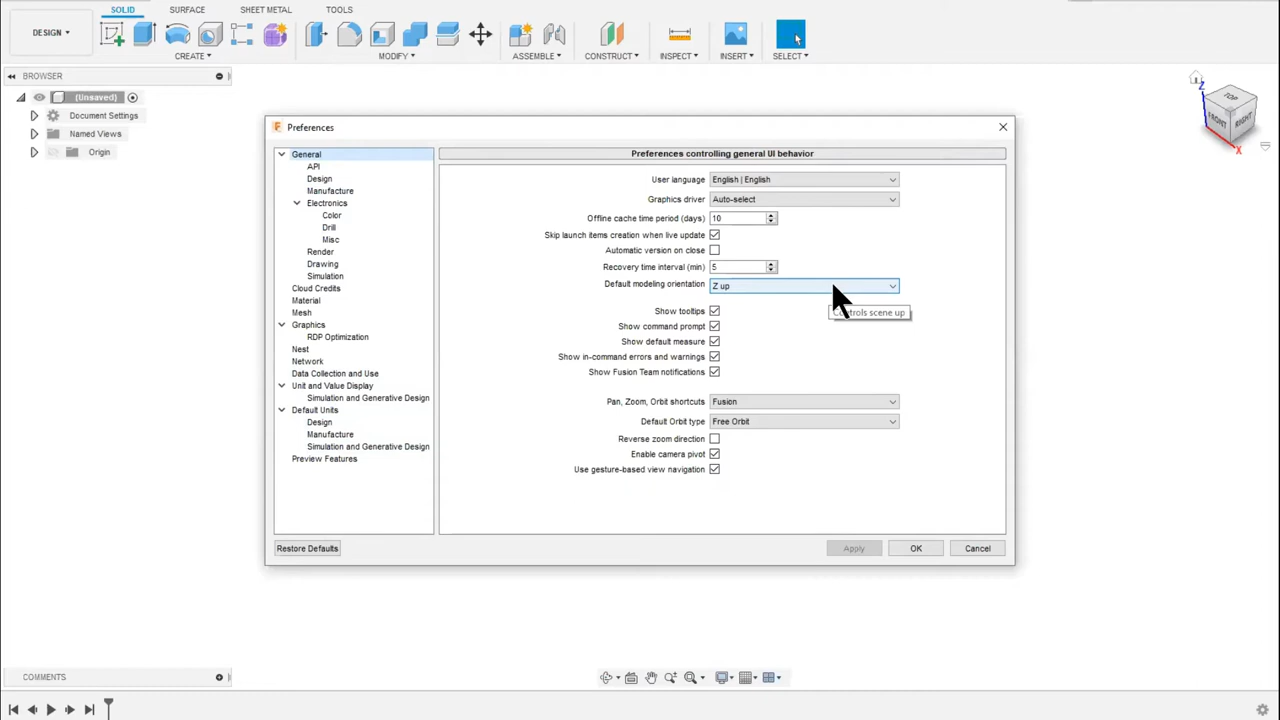 SOLID SURFACE SHEET METAL TOOLS
DESIGN
CREATE MODIFY ASSEMBLE CONSTRUCT INSPECT INSERT SELECT
BROWSER
(Unsaved)
Document Settings
Named Views
Origin
Z
TOP
FRONT
RIGHT
X
Preferences
General
API
Design
Manufacture
Electronics
Color
Drill
Misc
Render
Drawing
Simulation
Cloud Credits
Material
Mesh
Graphics
RDP Optimization
Nest
Network
Data Collection and Use
Unit and Value Display
Simulation and Generative Design
Default Units
Design
Manufacture
Simulation and Generative Design
Preview Features
Preferences controlling general UI behavior
User language English | English
Graphics driver Auto-select
Offline cache time period (days) 10
Skip launch items creation when live update
Automatic version on close
Recovery time interval (min) 5
Default modeling orientation Z up
Controls scene up
Show tooltips
Show command prompt
Show default measure
Show in-command errors and warnings
Show Fusion Team notifications
Pan, Zoom, Orbit shortcuts Fusion
Default Orbit type Free Orbit
Reverse zoom direction
Enable camera pivot
Use gesture-based view navigation
Restore Defaults Apply OK Cancel
COMMENTS